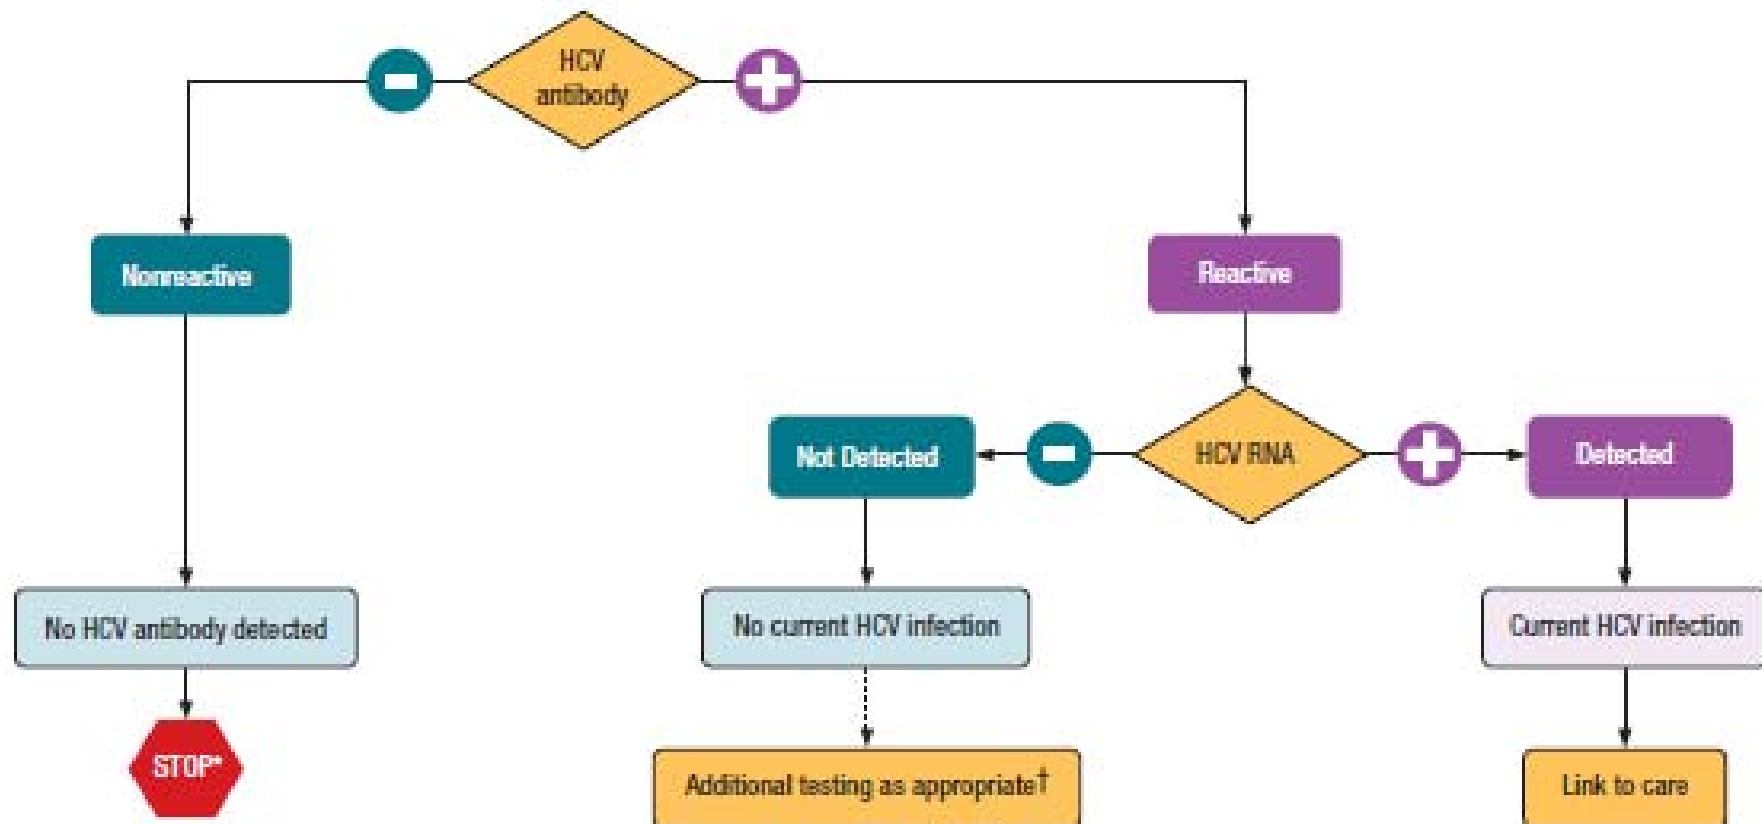 HCV
antibody
Nonreactive
Reactive
Not Detected
HCV RNA
Detected
No HCV antibody detected
No current HCV infection
Current HCV infection
STOP*
Additional testing as appropriate†
Link to care